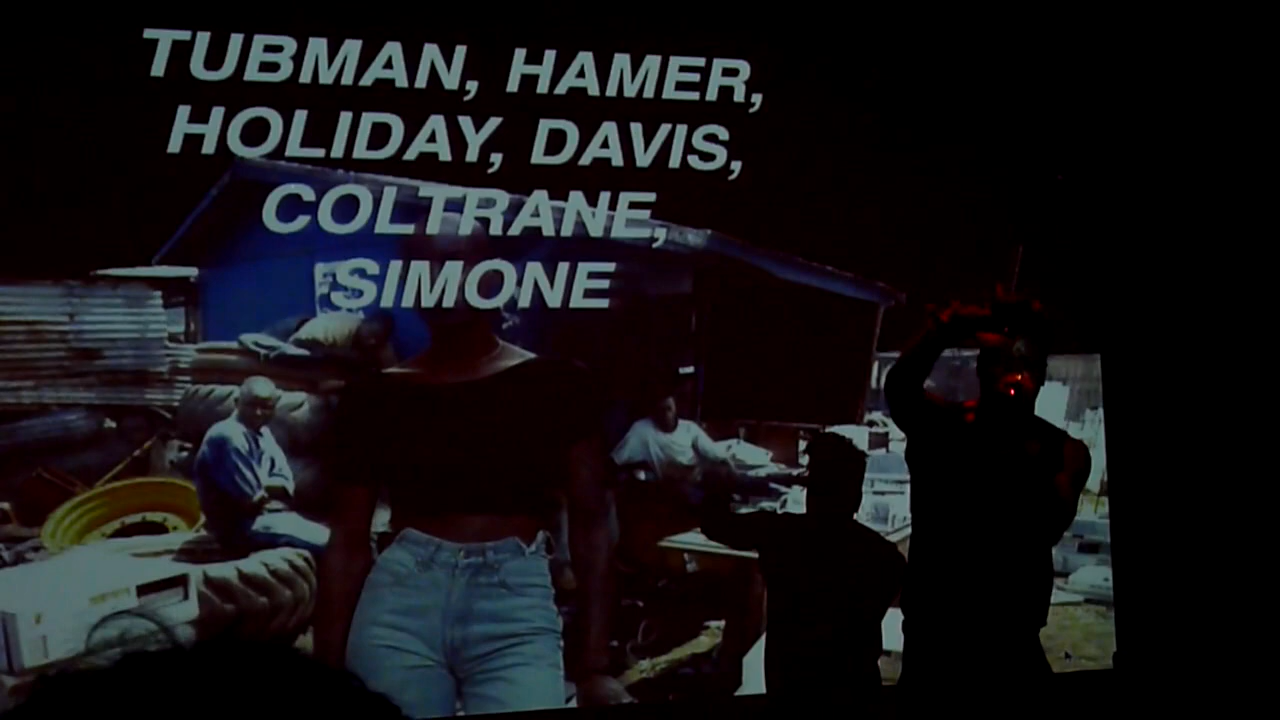 TUBMAN, HAMER,
HOLIDAY, DAVIS,
COLTRANE,
SIMONE